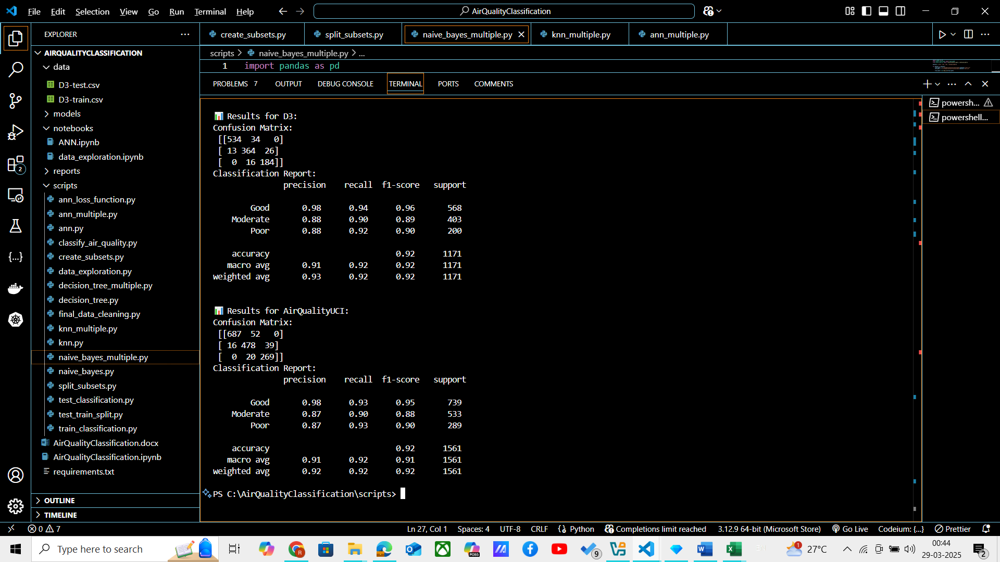 File Edit Selection View Go Run Terminal Help
AirQualityClassification
EXPLORER
create_subsets.py
split_subsets.py
naive_bayes_multiple.py
knn_multiple.py
ann_multiple.py
AIRQUALITYCLASSIFICATION
data
D3-test.csv
D3-train.csv
models
notebooks
ANN.ipynb
data_exploration.ipynb
reports
scripts
ann_loss_function.py
ann_multiple.py
ann.py
classify_air_quality.py
create_subsets.py
data_exploration.py
decision_tree_multiple.py
decision_tree.py
final_data_cleaning.py
knn_multiple.py
knn.py
naive_bayes_multiple.py
naive_bayes.py
split_subsets.py
test_classification.py
test_train_split.py
train_classification.py
AirQualityClassification.docx
AirQualityClassification.ipynb
requirements.txt
OUTLINE
TIMELINE
2
scripts > naive_bayes_multiple.py > ...
1 import pandas as pd
PROBLEMS 7 OUTPUT DEBUG CONSOLE TERMINAL PORTS COMMENTS
powersh...
powershell...
Results for D3:
Confusion Matrix:
[[534 34 0]
[ 13 364 26]
[ 0 16 184]]
Classification Report:
precision recall f1-score support
Good 0.98 0.94 0.96 568
Moderate 0.88 0.90 0.89 403
Poor 0.88 0.92 0.90 200
accuracy 0.92 1171
macro avg 0.91 0.92 0.92 1171
weighted avg 0.93 0.92 0.92 1171
Results for AirQualityUCI:
Confusion Matrix:
[[687 52 0]
[ 16 478 39]
[ 0 20 269]]
Classification Report:
precision recall f1-score support
Good 0.98 0.93 0.95 739
Moderate 0.87 0.90 0.88 533
Poor 0.87 0.93 0.90 289
accuracy 0.92 1561
macro avg 0.91 0.92 0.91 1561
weighted avg 0.92 0.92 0.92 1561
PS C:\AirQualityClassification\scripts>
0 7 Ln 27, Col 1 Spaces: 4 UTF-8 CRLF Python Completions limit reached 3.12.9 64-bit (Microsoft Store) Go Live Codeium: {...} Prettier
Type here to search
M365
9
1
27°C
00:44
29-03-2025
2